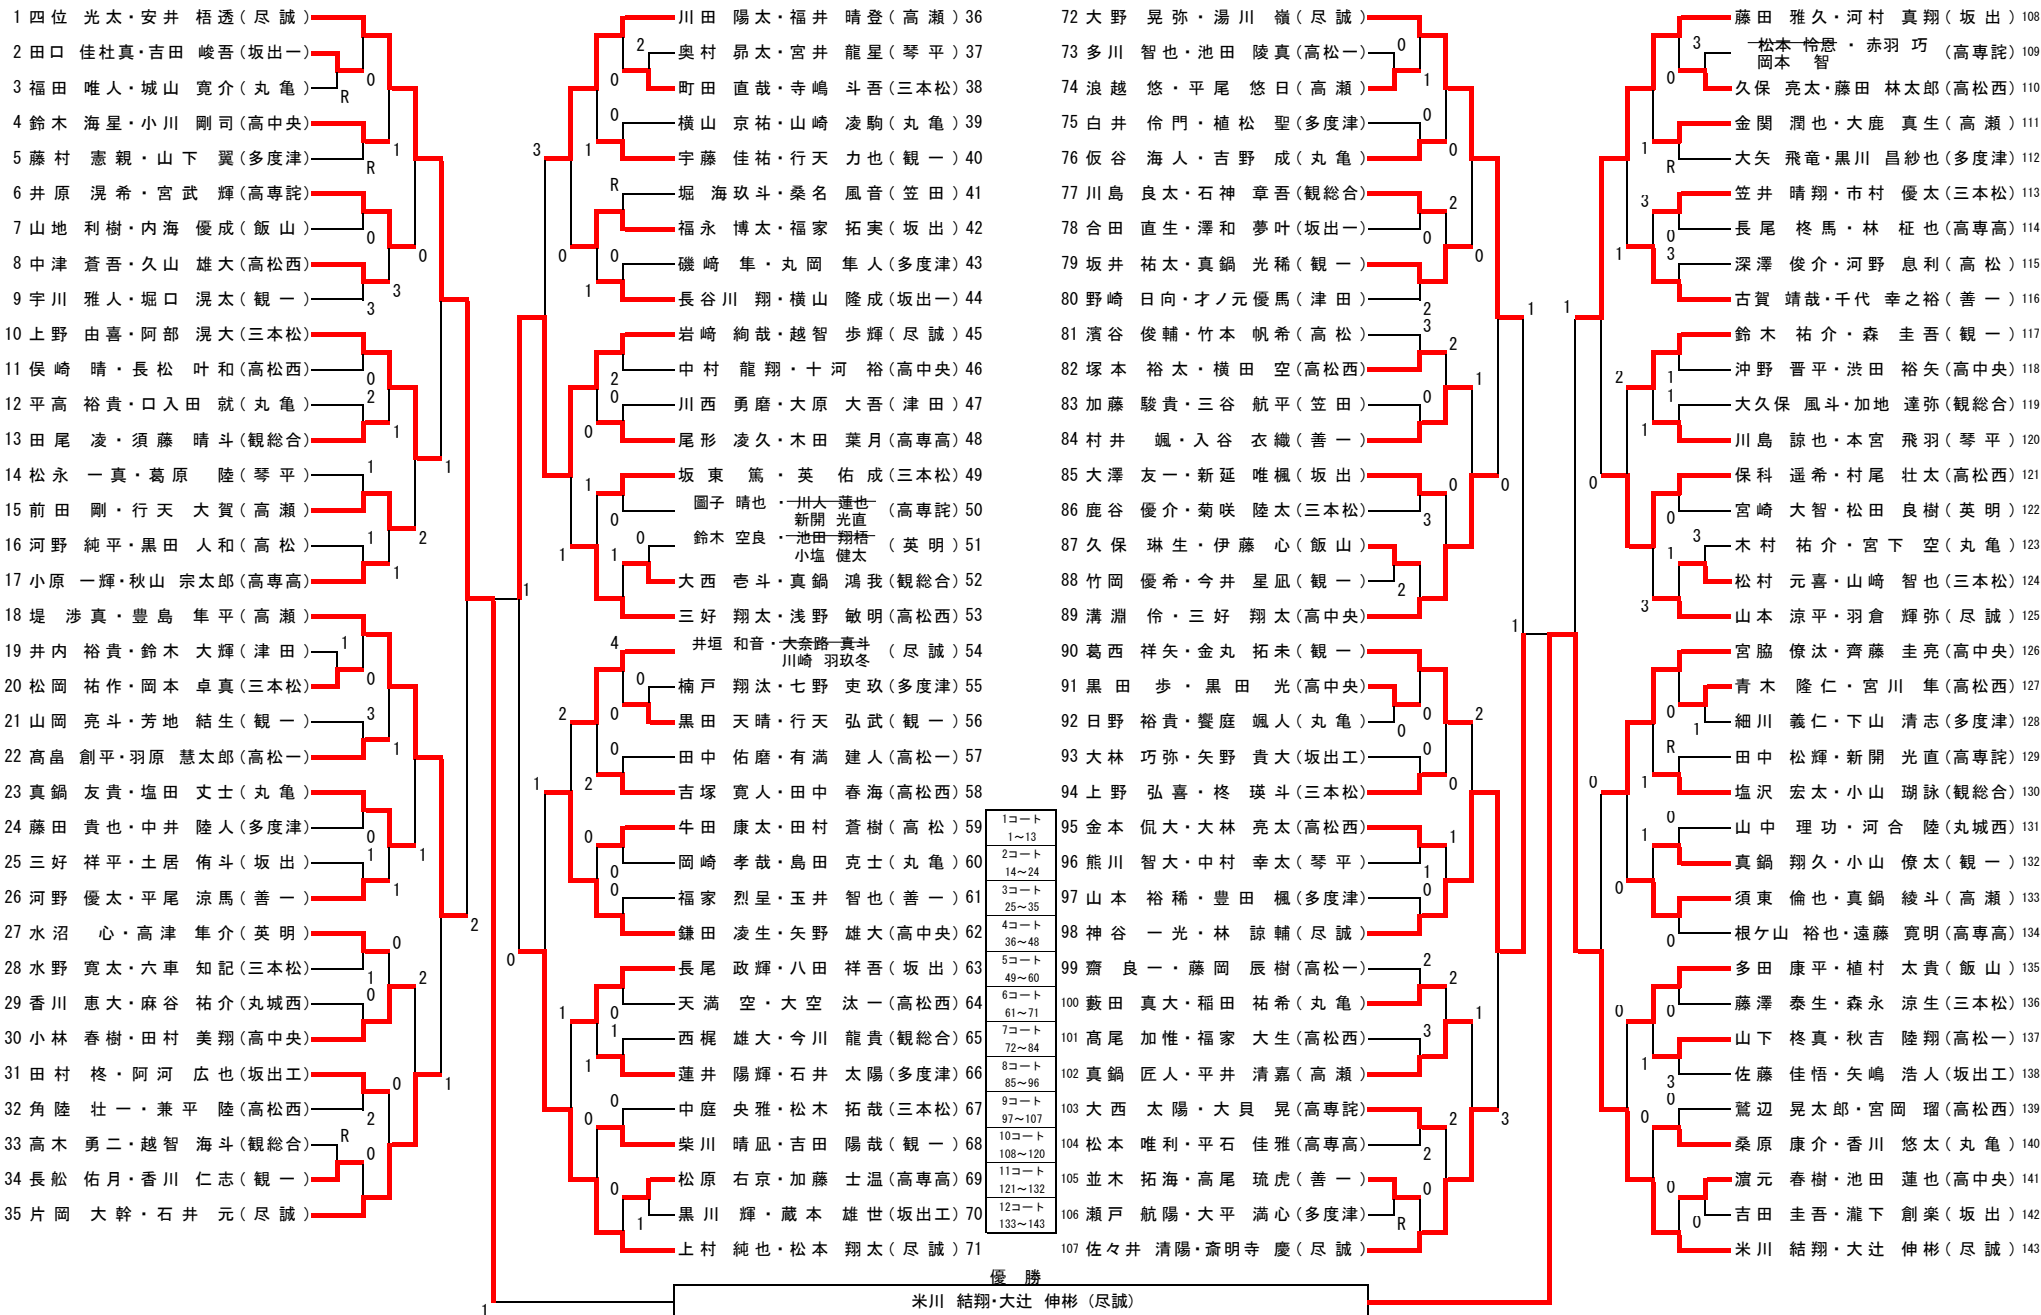 1 四位 光太・安井 梧透(尽誠)
2 田口 佳杜真・吉田 峻吾(坂出一)
3 福田 唯人・城山 寛介(丸亀)
4 鈴木 海星・小川 剛司(高中央)
5 藤村 憲親・山下 翼(多度津)
6 井原 滉希・宮武 輝(高専詫)
7 山地 利樹・内海 優成(飯山)
8 中津 蒼吾・久山 雄大(高松西)
9 宇川 雅人・堀口 滉太(観一)
10 上野 由喜・阿部 滉大(三本松)
11 俣崎 晴・長松 叶和(高松西)
12 平高 裕貴・口入田 就(丸亀)
13 田尾 凌・須藤 晴斗(観総合)
14 松永 一真・葛原 陸(琴平)
15 前田 剛・行天 大賀(高瀬)
16 河野 純平・黒田 人和(高松)
17 小原 一輝・秋山 宗太郎(高専高)
18 堤 渉真・豊島 隼平(高瀬)
19 井内 裕貴・鈴木 大輝(津田)
20 松岡 祐作・岡本 卓真(三本松)
21 山岡 亮斗・芳地 結生(観一)
22 髙畠 創平・羽原 慧太郎(高松一)
23 真鍋 友貴・塩田 丈士(丸亀)
24 藤田 貴也・中井 陸人(多度津)
25 三好 祥平・土居 侑斗(坂出)
26 河野 優太・平尾 涼馬(善一)
27 水沼 心・高津 隼介(英明)
28 水野 寛太・六車 知記(三本松)
29 香川 恵大・麻谷 祐介(丸城西)
30 小林 春樹・田村 美翔(高中央)
31 田村 柊・阿河 広也(坂出工)
32 角陸 壮一・兼平 陸(高松西)
33 高木 勇二・越智 海斗(観総合)
34 長舩 佑月・香川 仁志(観一)
35 片岡 大幹・石井 元(尽誠)
川田 陽太・福井 晴登(高瀬) 36
奥村 昴太・宮井 龍星(琴平) 37
町田 直哉・寺嶋 斗吾(三本松) 38
横山 京祐・山崎 凌駒(丸亀) 39
宇藤 佳祐・行天 力也(観一) 40
堀 海玖斗・桑名 風音(笠田) 41
福永 博太・福家 拓実(坂出) 42
磯﨑 隼・丸岡 隼人(多度津) 43
長谷川 翔・横山 隆成(坂出一) 44
岩﨑 絢哉・越智 歩輝(尽誠) 45
中村 龍翔・十河 裕(高中央) 46
川西 勇磨・大原 大吾(津田) 47
尾形 凌久・木田 葉月(高専高) 48
坂東 篤・英 佑成(三本松) 49
圖子 晴也・川人 蓮也 新開 光直(高専詫) 50
鈴木 空良・池田 翔梧 小塩 健太(英明) 51
大西 壱斗・真鍋 鴻我(観総合) 52
三好 翔太・浅野 敏明(高松西) 53
井垣 和音・大奈路 真斗 川崎 羽玖冬(尽誠) 54
楠戸 翔汰・七野 吏玖(多度津) 55
黒田 天晴・行天 弘武(観一) 56
田中 佑磨・有満 建人(高松一) 57
吉塚 寛人・田中 春海(高松西) 58
牛田 康太・田村 蒼樹(高松) 59
岡崎 孝哉・島田 克士(丸亀) 60
福家 烈呈・玉井 智也(善一) 61
鎌田 凌生・矢野 雄大(高中央) 62
長尾 政輝・八田 祥吾(坂出) 63
天満 空・大空 汰一(高松西) 64
西梶 雄大・今川 龍貴(観総合) 65
蓮井 陽輝・石井 太陽(多度津) 66
中庭 央雅・松木 拓哉(三本松) 67
柴川 晴凪・吉田 陽哉(観一) 68
松原 右京・加藤 士温(高専高) 69
黒川 輝・蔵本 雄世(坂出工) 70
上村 純也・松本 翔太(尽誠) 71
1コート
1～13
2コート
14～24
3コート
25～35
4コート
36～48
5コート
49～60
6コート
61～71
7コート
72～84
8コート
85～96
9コート
97～107
10コート
108～120
11コート
121～132
12コート
133～143
72 大野 晃弥・湯川 嶺(尽誠)
73 多川 智也・池田 陵真(高松一)
74 浪越 悠・平尾 悠日(高瀬)
75 白井 伶門・植松 聖(多度津)
76 仮谷 海人・吉野 成(丸亀)
77 川島 良太・石神 章吾(観総合)
78 合田 直生・澤和 夢叶(坂出一)
79 坂井 祐太・真鍋 光稀(観一)
80 野崎 日向・才ノ元優馬(津田)
81 濱谷 俊輔・竹本 帆希(高松)
82 塚本 裕太・横田 空(高松西)
83 加藤 駿貴・三谷 航平(笠田)
84 村井 颯・入谷 衣織(善一)
85 大澤 友一・新延 唯楓(坂出)
86 鹿谷 優介・菊咲 陸太(三本松)
87 久保 琳生・伊藤 心(飯山)
88 竹岡 優希・今井 星凪(観一)
89 溝淵 伶・三好 翔太(高中央)
90 葛西 祥矢・金丸 拓未(観一)
91 黒田 歩・黒田 光(高中央)
92 日野 裕貴・饗庭 颯人(丸亀)
93 大林 巧弥・矢野 貴大(坂出工)
94 上野 弘喜・柊 瑛斗(三本松)
95 金本 侃大・大林 亮太(高松西)
96 熊川 智大・中村 幸太(琴平)
97 山本 裕稀・豊田 楓(多度津)
98 神谷 一光・林 諒輔(尽誠)
99 齋 良一・藤岡 辰樹(高松一)
100 藪田 真大・稲田 祐希(丸亀)
101 髙尾 加惟・福家 大生(高松西)
102 真鍋 匠人・平井 清嘉(高瀬)
103 大西 太陽・大貝 晃(高専詫)
104 松本 唯利・平石 佳雅(高専高)
105 並木 拓海・高尾 琉虎(善一)
106 瀬戸 航陽・大平 満心(多度津)
107 佐々井 清陽・斎明寺 慶(尽誠)
藤田 雅久・河村 真翔(坂出) 108
松本 怜恩・赤羽 巧 岡本 智(高専詫) 109
久保 亮太・藤田 林太郎(高松西) 110
金関 潤也・大鹿 真生(高瀬) 111
大矢 飛竜・黒川 昌紗也(多度津) 112
笠井 晴翔・市村 優太(三本松) 113
長尾 柊馬・林 柾也(高専高) 114
深澤 俊介・河野 息利(高松) 115
古賀 靖哉・千代 幸之裕(善一) 116
鈴木 祐介・森 圭吾(観一) 117
沖野 晋平・渋田 裕矢(高中央) 118
大久保 風斗・加地 達弥(観総合) 119
川島 諒也・本宮 飛羽(琴平) 120
保科 遥希・村尾 壮太(高松西) 121
宮崎 大智・松田 良樹(英明) 122
木村 祐介・宮下 空(丸亀) 123
松村 元喜・山﨑 智也(三本松) 124
山本 涼平・羽倉 輝弥(尽誠) 125
宮脇 僚汰・齊藤 圭亮(高中央) 126
青木 隆仁・宮川 隼(高松西) 127
細川 義仁・下山 清志(多度津) 128
田中 松輝・新開 光直(高専詫) 129
塩沢 宏太・小山 瑚詠(観総合) 130
山中 理功・河合 陸(丸城西) 131
真鍋 翔久・小山 僚太(観一) 132
須東 倫也・真鍋 綾斗(高瀬) 133
根ケ山 裕也・遠藤 寛明(高専高) 134
多田 康平・植村 太貴(飯山) 135
藤澤 泰生・森永 涼生(三本松) 136
山下 柊真・秋吉 陸翔(高松一) 137
佐藤 佳悟・矢嶋 浩人(坂出工) 138
鷲辺 晃太郎・宮岡 瑠(高松西) 139
桑原 康介・香川 悠太(丸亀) 140
濵元 春樹・池田 蓮也(高中央) 141
吉田 圭吾・瀧下 創楽(坂出) 142
米川 結翔・大辻 伸彬(尽誠) 143
優 勝
米川 結翔・大辻 伸彬 (尽誠)